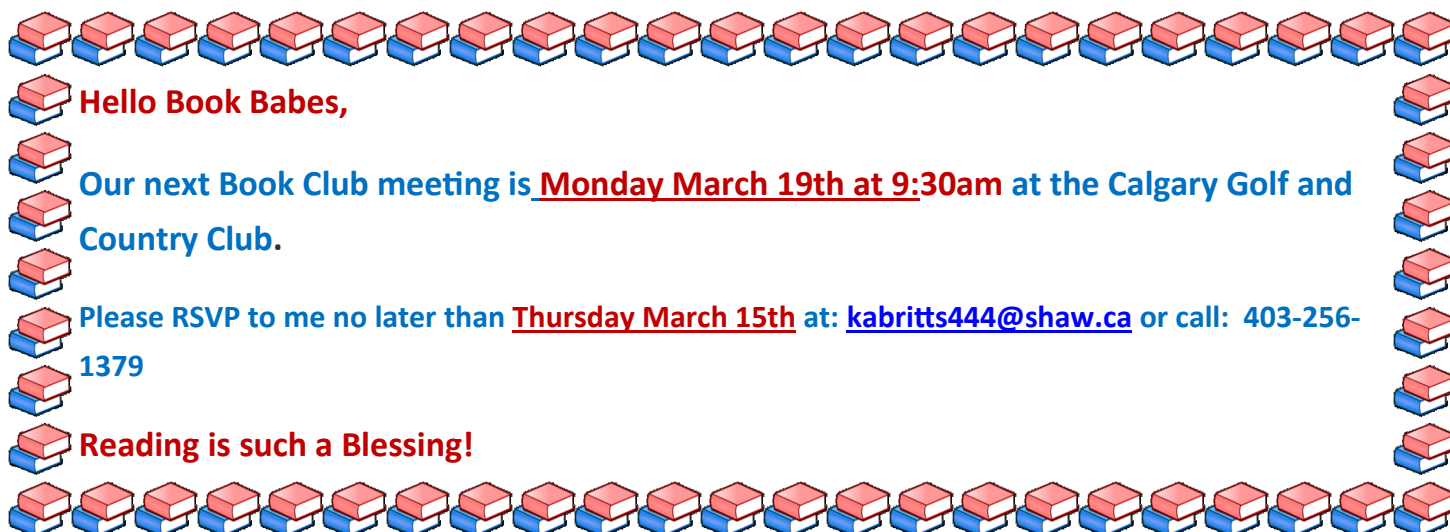 Hello Book Babes,
Our next Book Club meeting is Monday March 19th at 9:30am at the Calgary Golf and
Country Club.
Please RSVP to me no later than Thursday March 15th at: kabritts444@shaw.ca or call:  403-256-
1379
Reading is such a Blessing!